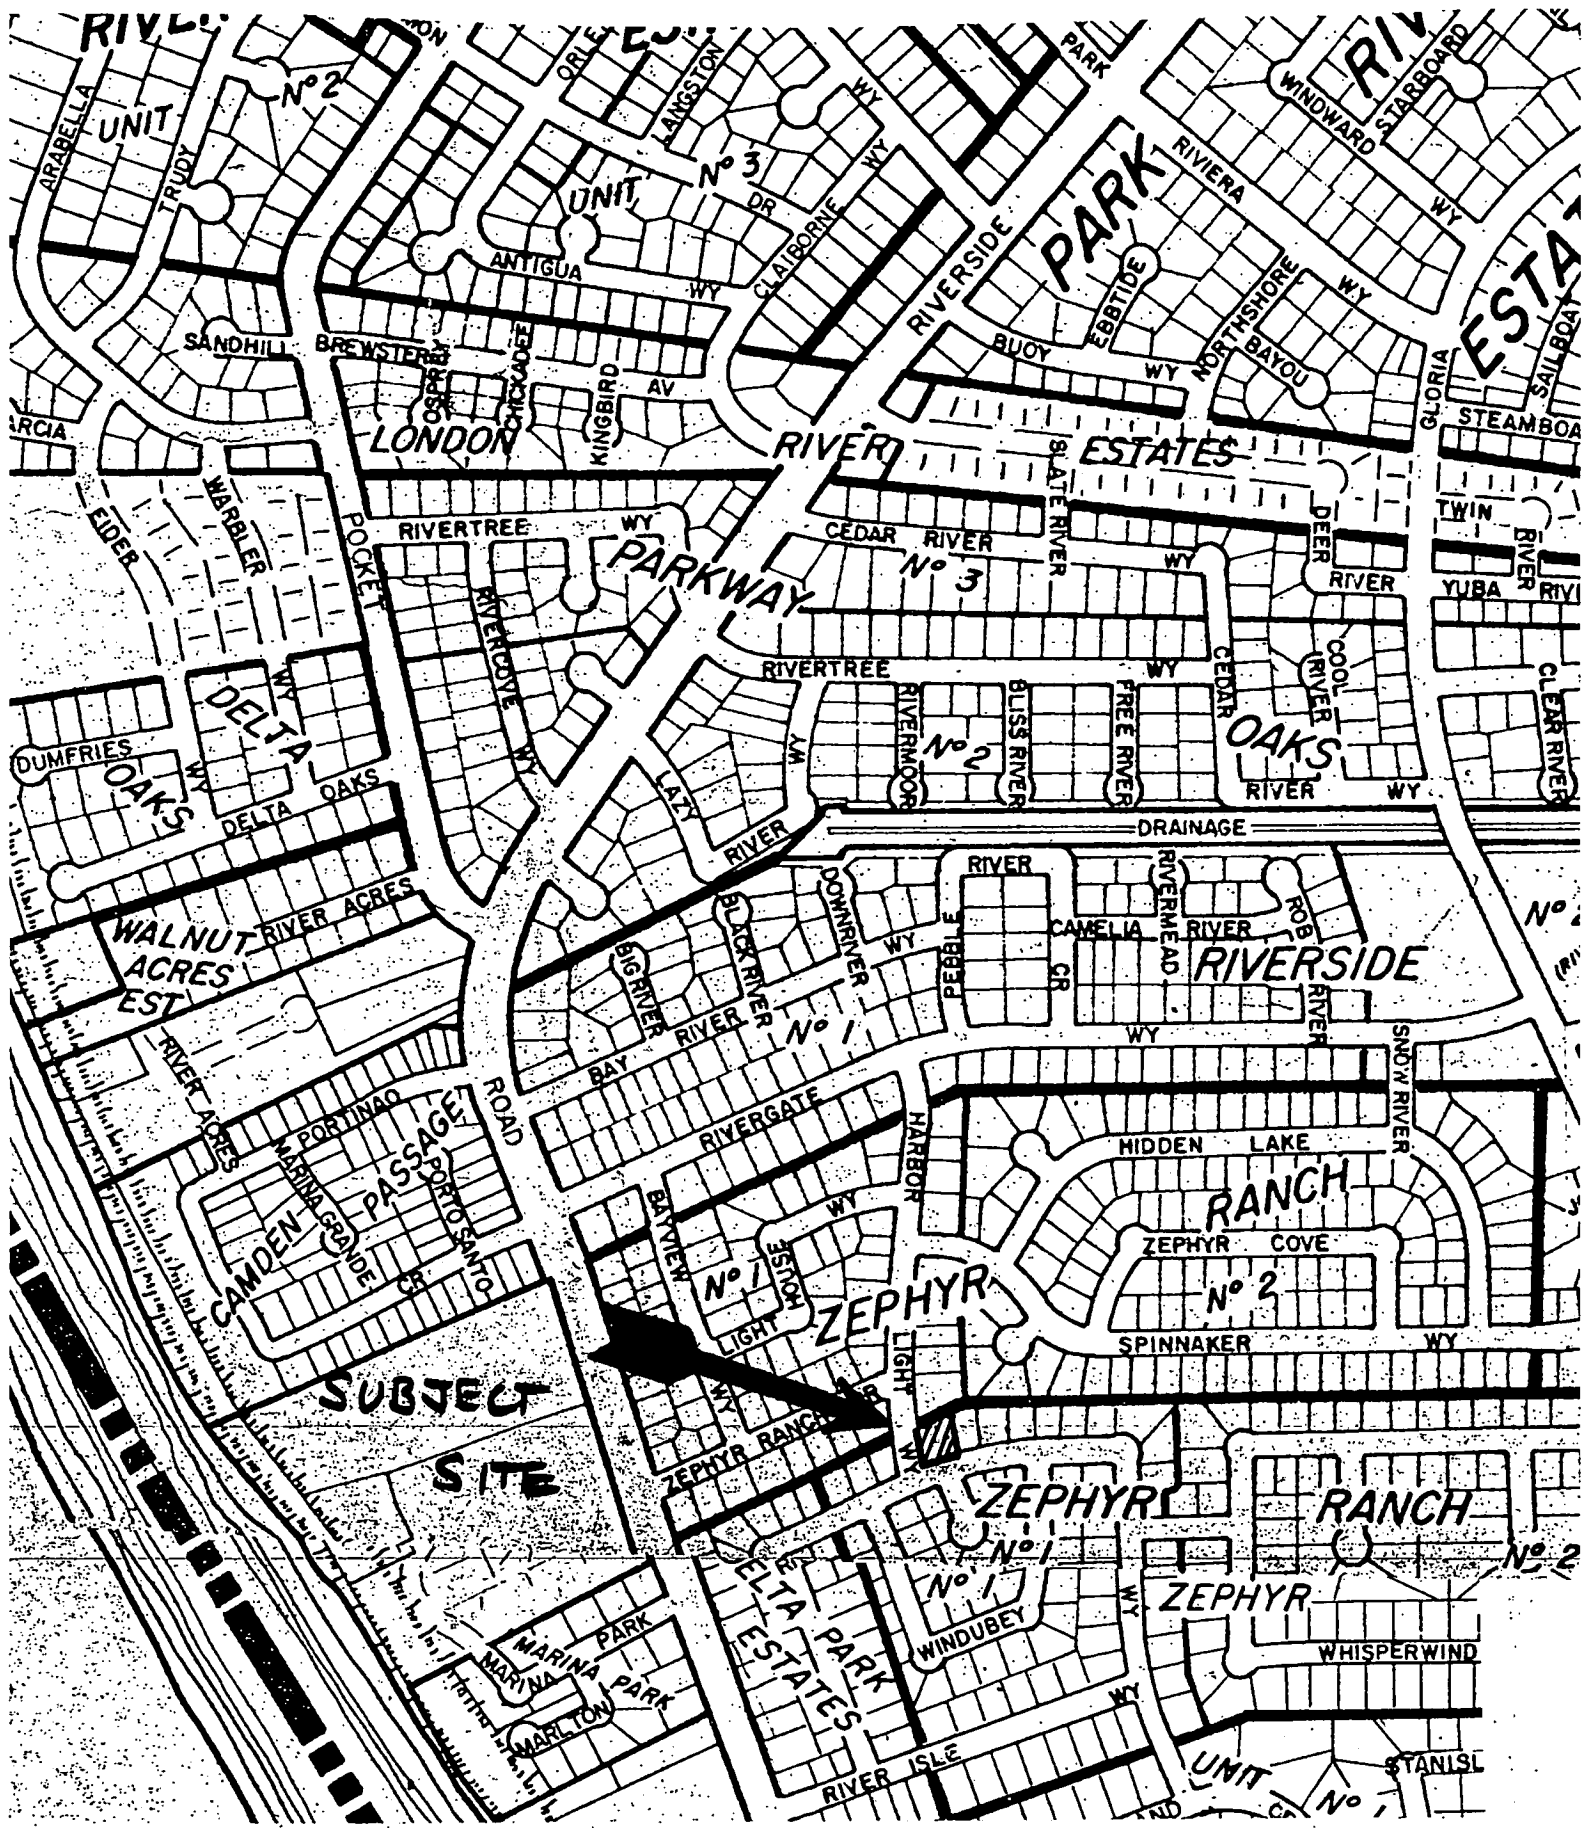 UNIT
Nº 2
ARABELLA
TRUDY
LANGSTON
WY
PARK
WINDWARD
STARBOARD
UNIT
Nº 3
DR
WY
CLAIBORNE
ANTIGUA
WY
RIVERSIDE
PARK
RIVIERA
WY
EBBTIDE
NORTHSHORE
WY
BUOY
WY
BAYOU
GLORIA
SAILBOAT
SANDHILL
BREWSTER
OSPREY
CHICKADEE
KINGBIRD
AV
LONDON
RIVER
ESTATES
SLATE RIVER
TWIN
RIVER
DEER
RIVER
YUBA
EIDER
WARBLER
POCKET
RIVERTREE
WY
PARKWAY
CEDAR RIVER
WY
Nº 3
RIVERCOVE
WY
RIVERTREE
WY
CEDAR
COOL
RIVER
CLEAR RIVER
DELTA
OAKS
WY
WY
DUMFRIES
DELTA OAKS
LAZY
RIVER
WY
RIVERMOOR
Nº 2
BLISS RIVER
FREE RIVER
OAKS
RIVER
WY
DRAINAGE
WALNUT
ACRES
EST
RIVER ACRES
BIG RIVER
BLACK RIVER
DOWNRIVER
WY
PEBBLE
RIVER
CR
CAMELIA RIVER
RIVERMEAD
ROB RIVER
RIVERSIDE
BAY RIVER
Nº 1
WY
SNOW RIVER
RIVER ACRES
PORTINAO
ROAD
RIVERGATE
HARBOR
MARINA GRANDE
CAMDEN
PASSAGE
PORTO SANTO
CR
BAYVIEW
WY
Nº 1
LIGHT
HOUSE
WY
ZEPHYR
HIDDEN LAKE
RANCH
ZEPHYR COVE
Nº 2
SPINNAKER
WY
SUBJECT
SITE
ZEPHYR RANCH
DR
LIGHT
WY
ZEPHYR
Nº 1
RANCH
Nº 2
Nº 1
ZEPHYR
WINDUBEY
WY
WHISPERWIND
PARK
ESTATES
MARINA PARK
MARINA PARK
MARLTON
RIVER ISLE
WY
UNIT
Nº